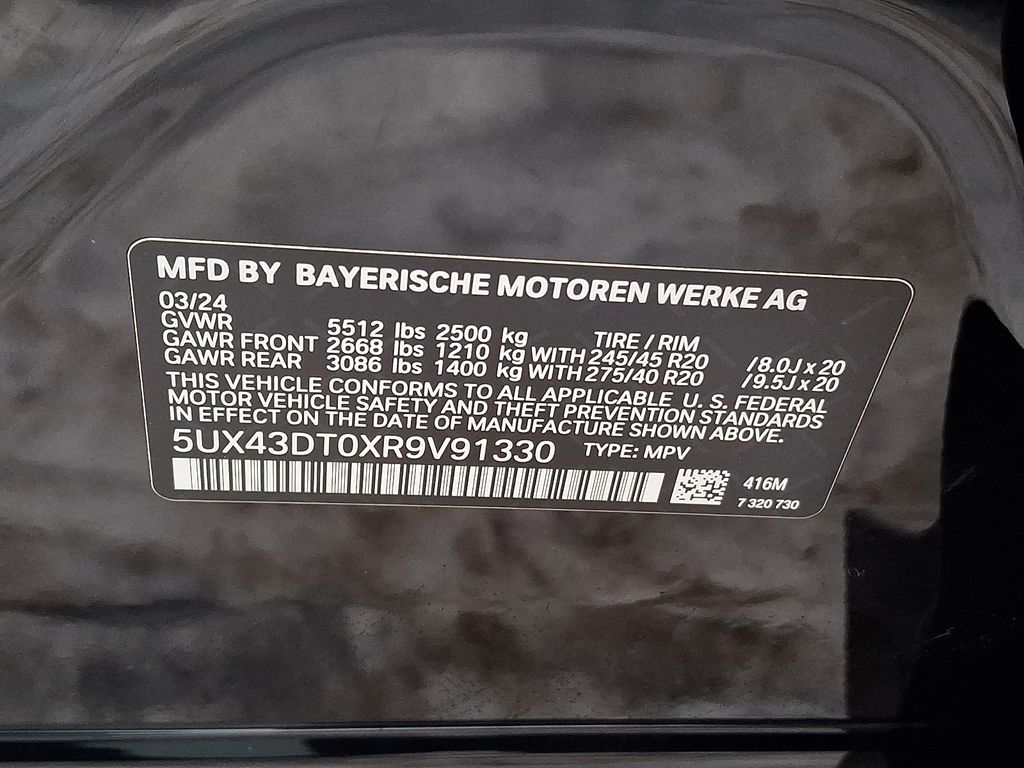 MFD BY BAYERISCHE MOTOREN WERKE AG
03/24
GVWR 5512 lbs 2500 kg TIRE / RIM
GAWR FRONT 2668 lbs 1210 kg WITH 245/45 R20 /8.0J x 20
GAWR REAR 3086 lbs 1400 kg WITH 275/40 R20 /9.5J x 20
THIS VEHICLE CONFORMS TO ALL APPLICABLE U. S. FEDERAL
MOTOR VEHICLE SAFETY AND THEFT PREVENTION STANDARDS
IN EFFECT ON THE DATE OF MANUFACTURE SHOWN ABOVE.
5UX43DT0XR9V91330 TYPE: MPV
416M
7 320 730